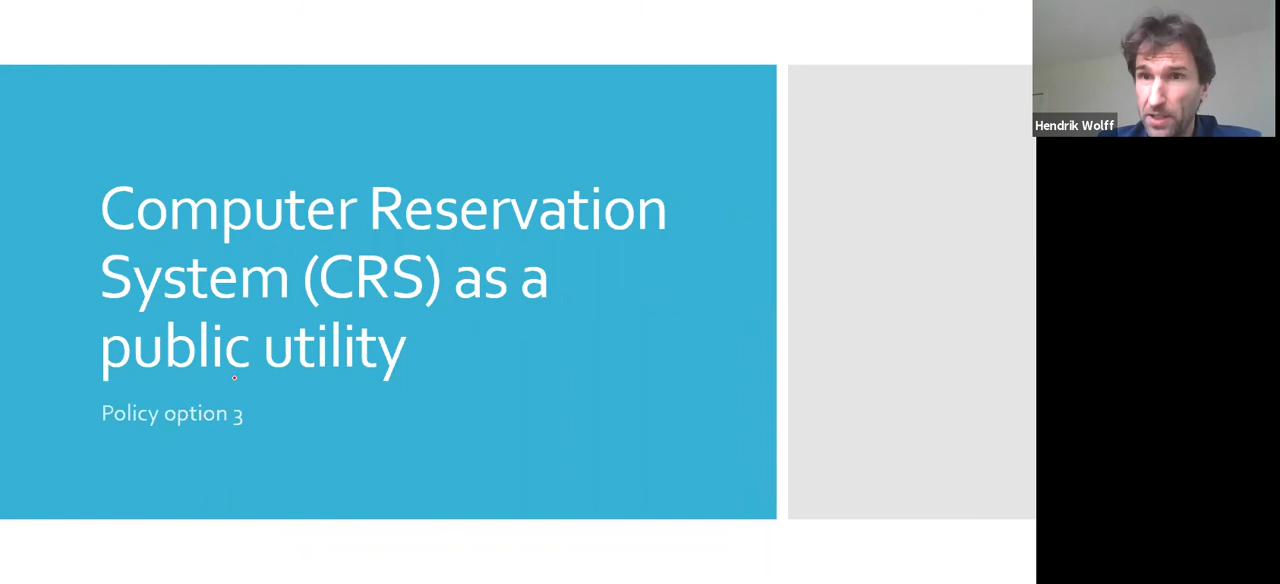 Computer Reservation
System (CRS) as a
public utility
Policy option 3
Hendrik Wolff